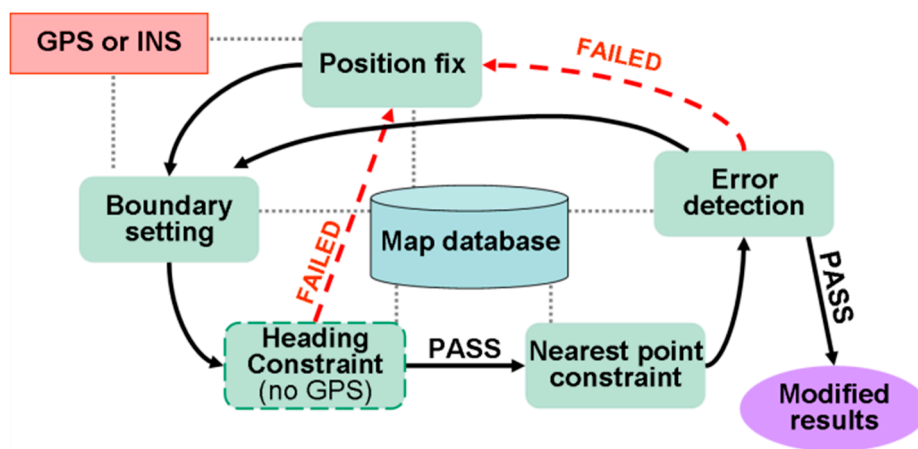 GPS or INS
Position fix
FAILED
Boundary
setting
Map database
Error
detection
FAILED
PASS
Heading
Constraint
(no GPS)
PASS
Nearest point
constraint
Modified
results